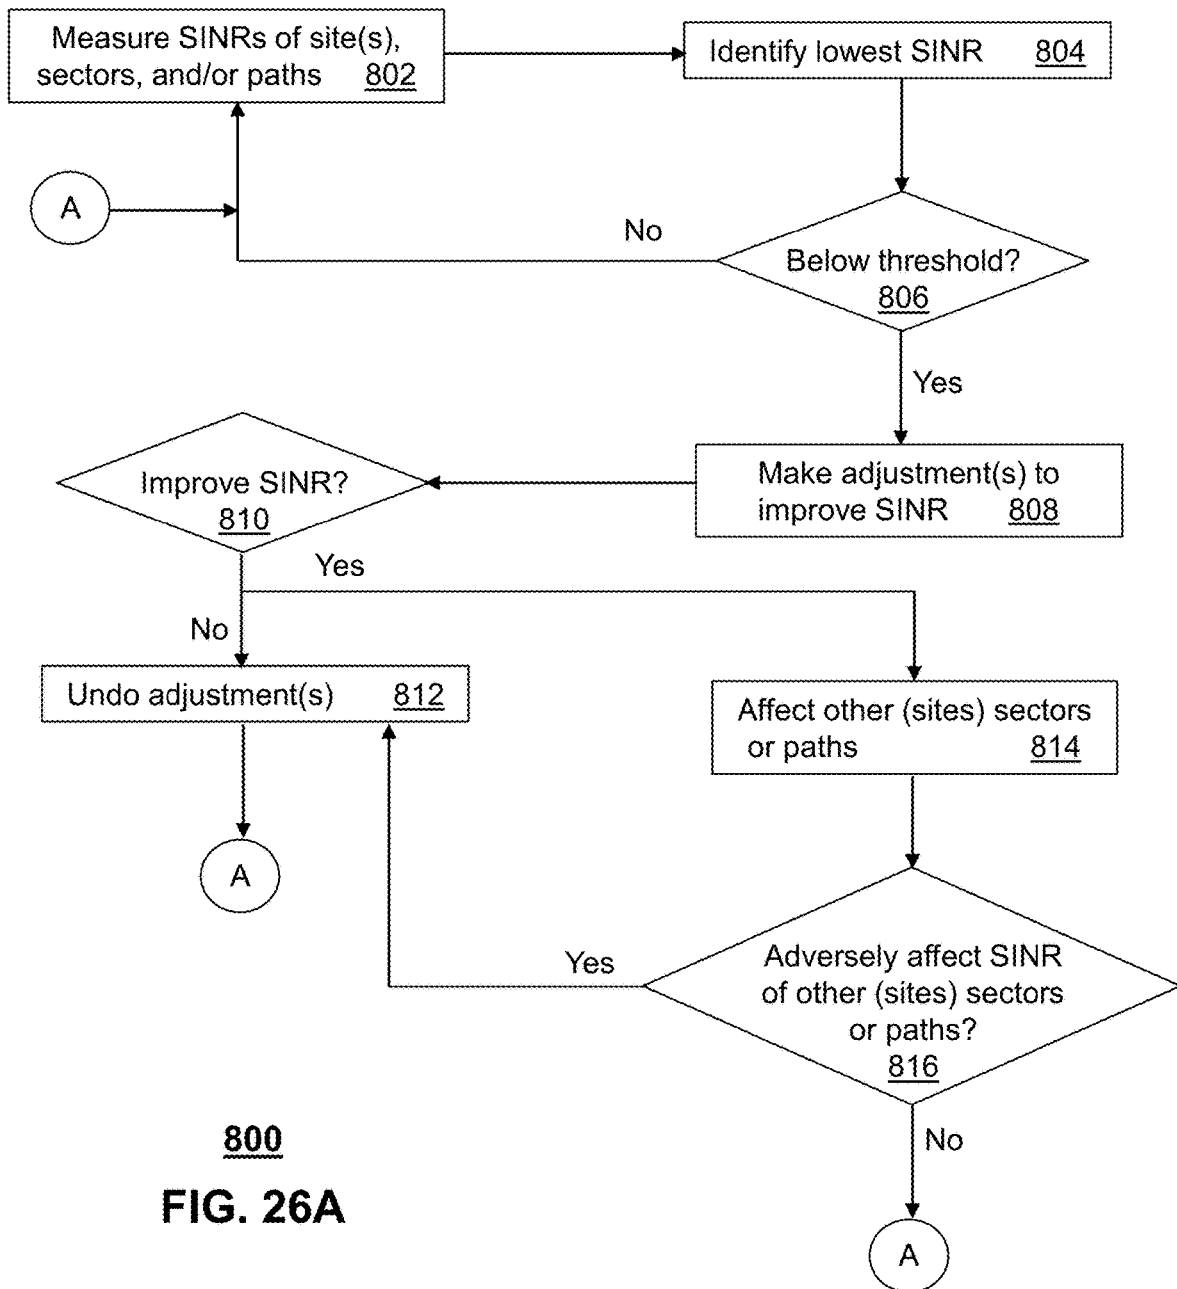 Measure SINRs of site(s),
sectors, and/or paths 802
Identify lowest SINR 804
A
No
Below threshold?
806
Yes
Make adjustment(s) to
improve SINR 808
Improve SINR?
810
Yes
No
Undo adjustment(s) 812
Affect other (sites) sectors
or paths 814
A
Yes
Adversely affect SINR
of other (sites) sectors
or paths?
816
No
800
FIG. 26A
A